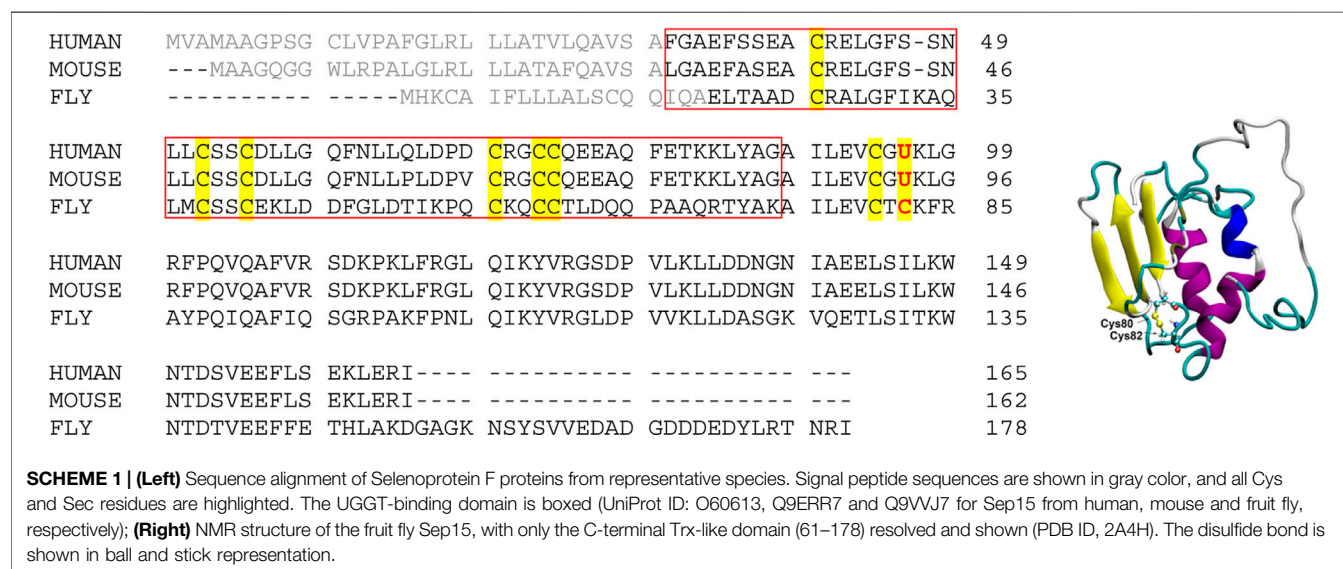 HUMAN MVAMAAGPSG CLVPAFGLRL LLATVLQAVS AFGAEFSSEA CRELGFS-SN 49
MOUSE ---MAAGQGG WLRPALGLRL LLATAFQAVS ALGAEFASEA CRELGFS-SN 46
FLY ---------- -----MHKCA IFLLLALSCQ QIQAELTAAD CRALGFIKAQ 35
HUMAN LLCSSCDLLG QFNLLQLDPD CRGCCQEEAQ FETKKLYAGA ILEVCGUKLG 99
MOUSE LLCSSCDLLG QFNLLPLDPV CRGCCQEEAQ FETKKLYAGA ILEVCGUKLG 96
FLY LMCSSCEKLD DFGLDTIKPQ CKQCCTLDQQ PAAQRTYAKA ILEVCTCKFR 85
HUMAN RFPQVQAFVR SDKPKLFRGL QIKYVRGSDP VLKLLDDNGN IAEELSILKW 149
MOUSE RFPQVQAFVR SDKPKLFRGL QIKYVRGSDP VLKLLDDNGN IAEELSILKW 146
FLY AYPQIQAFIQ SGRPAKFPNL QIKYVRGLDP VVKLLDASGK VQETLSITKW 135
HUMAN NTDSVEEFLS EKLERI---- ---------- ---------- --- 165
MOUSE NTDSVEEFLS EKLERI---- ---------- ---------- --- 162
FLY NTDTVEEFFE THLAKDGAGK NSYSVVEDAD GDDDEDYLRT NRI 178
Cys80
Cys82
SCHEME 1 | (Left) Sequence alignment of Selenoprotein F proteins from representative species. Signal peptide sequences are shown in gray color, and all Cys
and Sec residues are highlighted. The UGGT-binding domain is boxed (UniProt ID: O60613, Q9ERR7 and Q9VVJ7 for Sep15 from human, mouse and fruit fly,
respectively); (Right) NMR structure of the fruit fly Sep15, with only the C-terminal Trx-like domain (61–178) resolved and shown (PDB ID, 2A4H). The disulfide bond is
shown in ball and stick representation.